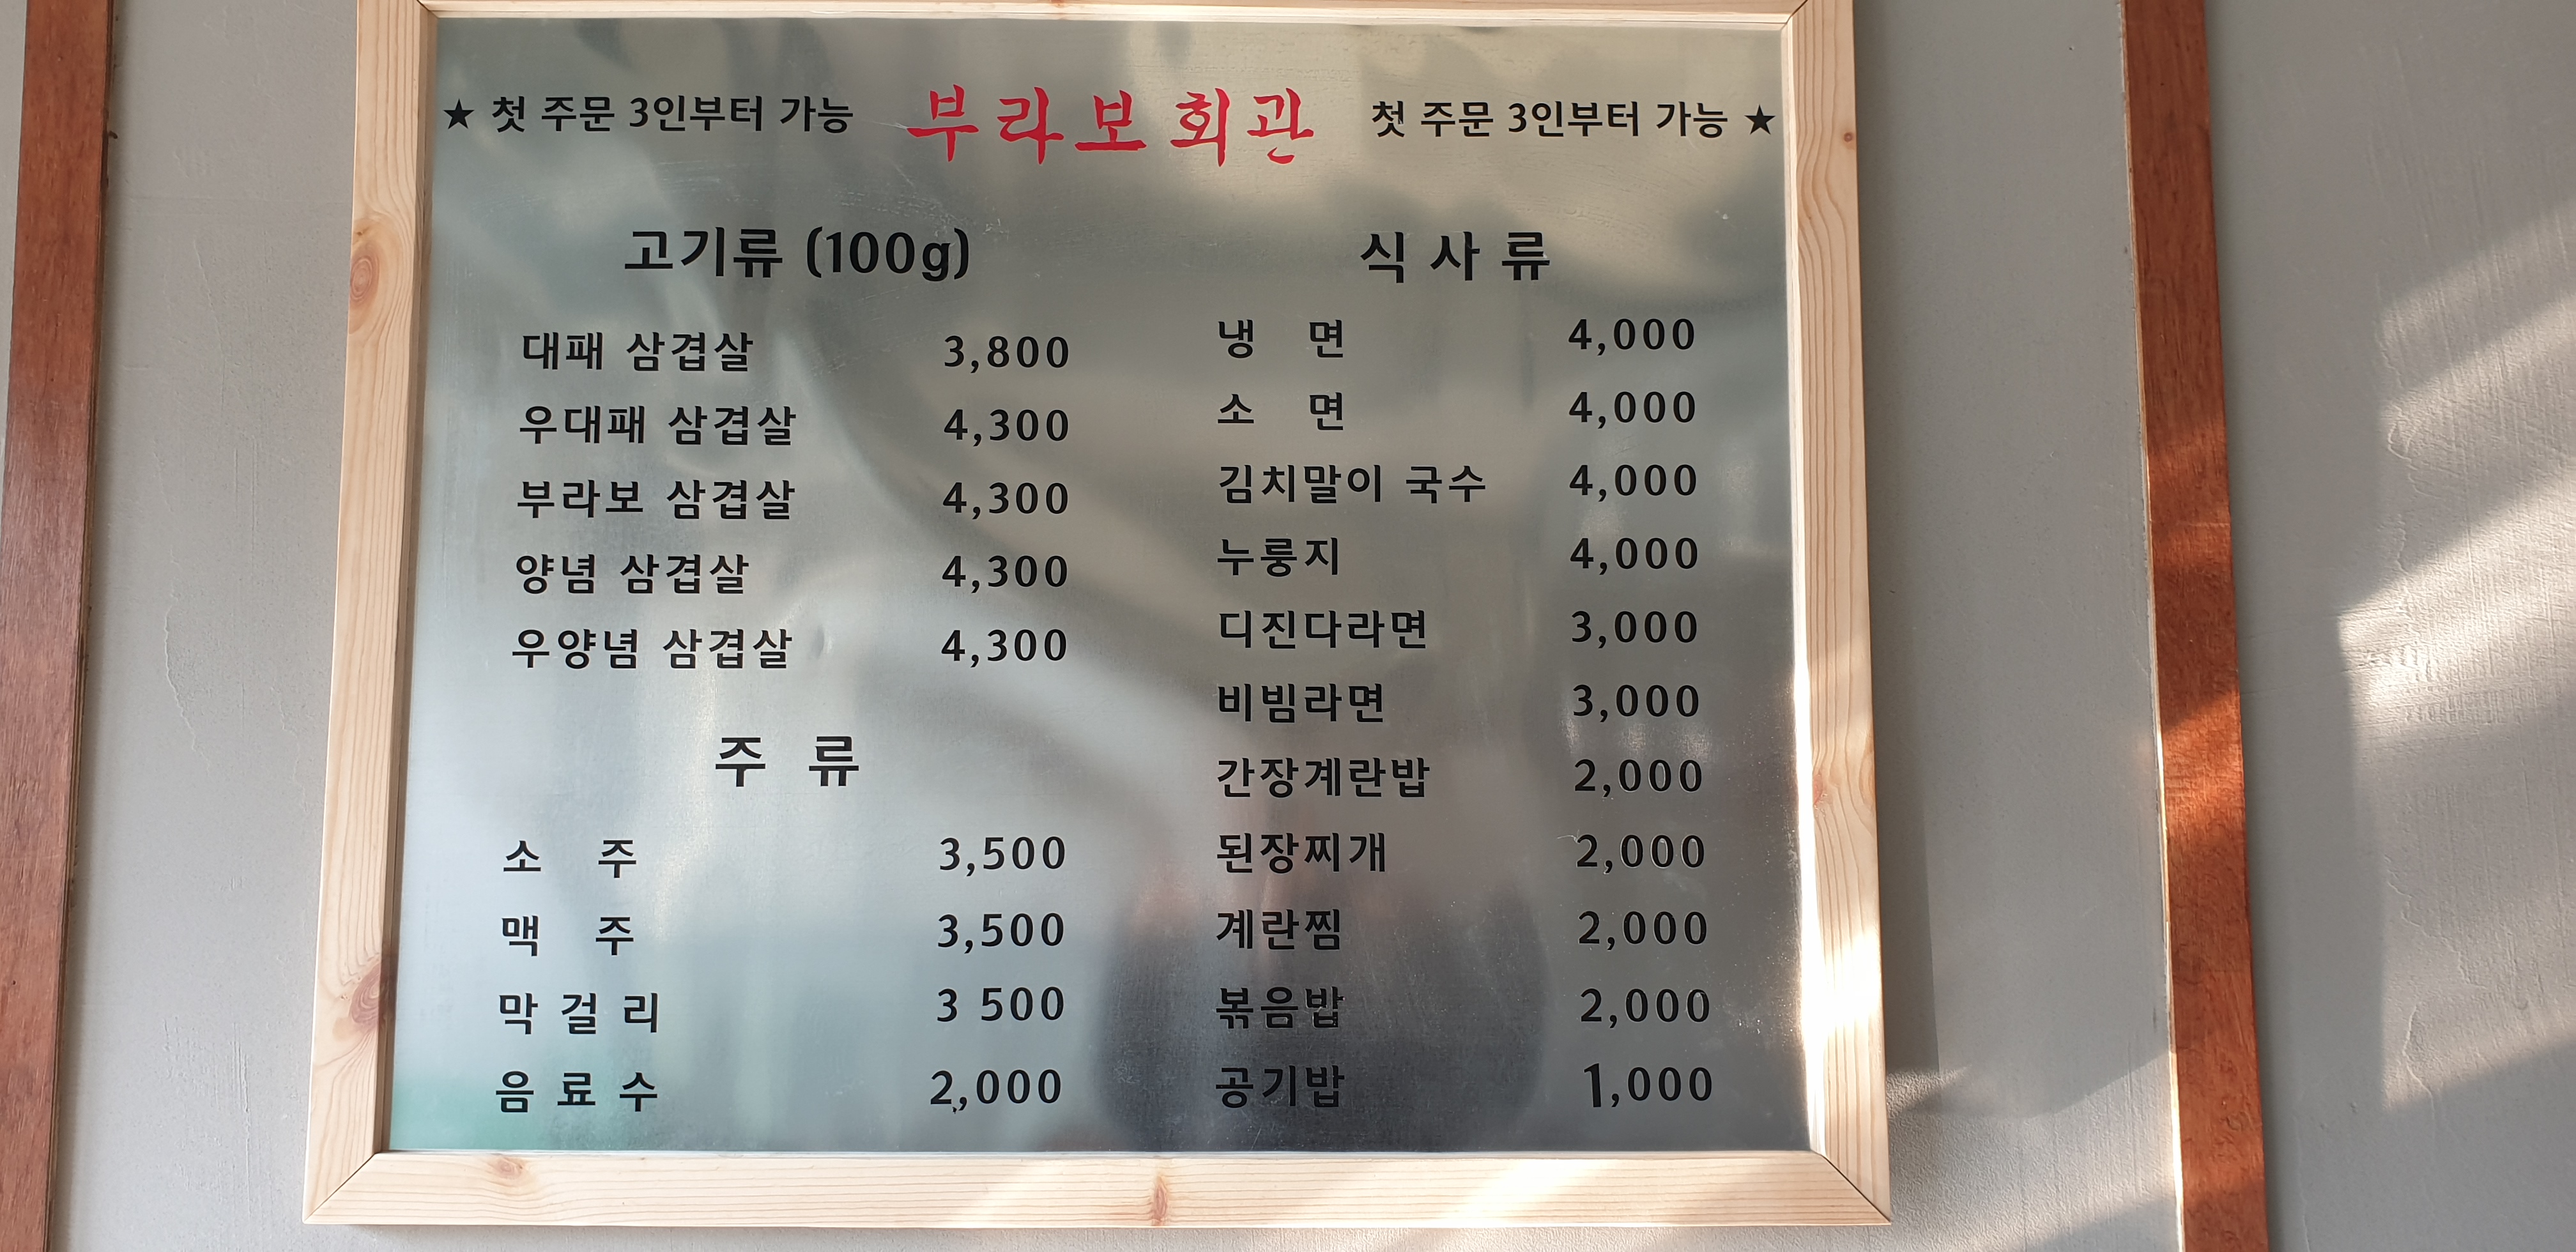 ★ 첫 주문 3인부터 가능 부라보회관 첫 주문 3인부터 가능 ★
고기류 (100g)
대패 삼겹살 3,800
우대패 삼겹살 4,300
부라보 삼겹살 4,300
양념 삼겹살 4,300
우양념 삼겹살 4,300
주 류
소 주 3,500
맥 주 3,500
막 걸 리 3 500
음 료 수 2,000
식 사 류
냉 면 4,000
소 면 4,000
김치말이 국수 4,000
누룽지 4,000
디진다라면 3,000
비빔라면 3,000
간장계란밥 2,000
된장찌개 2,000
계란찜 2,000
볶음밥 2,000
공기밥 1,000